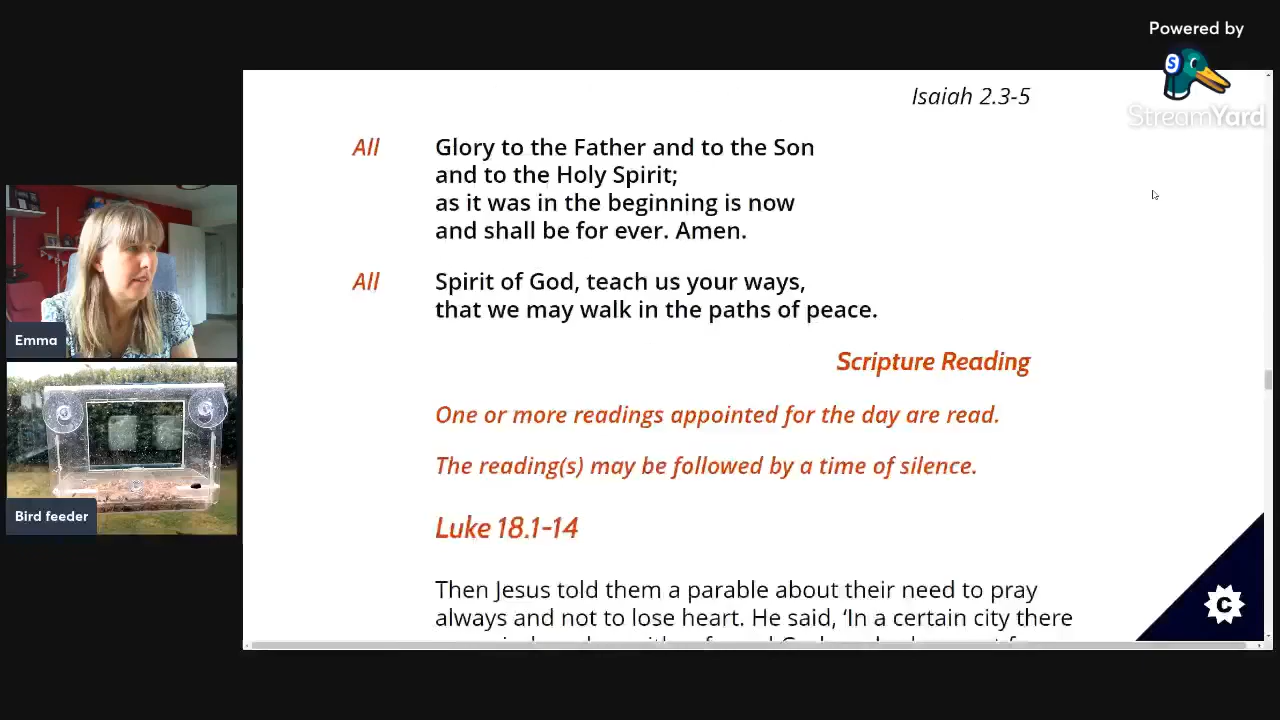 Powered by
S
StreamYard
Isaiah 2.3-5
All Glory to the Father and to the Son
and to the Holy Spirit;
as it was in the beginning is now
and shall be for ever. Amen.
All Spirit of God, teach us your ways,
that we may walk in the paths of peace.
Scripture Reading
One or more readings appointed for the day are read.
The reading(s) may be followed by a time of silence.
Luke 18.1-14
Then Jesus told them a parable about their need to pray
always and not to lose heart. He said, ‘In a certain city there
C
Emma
Bird feeder